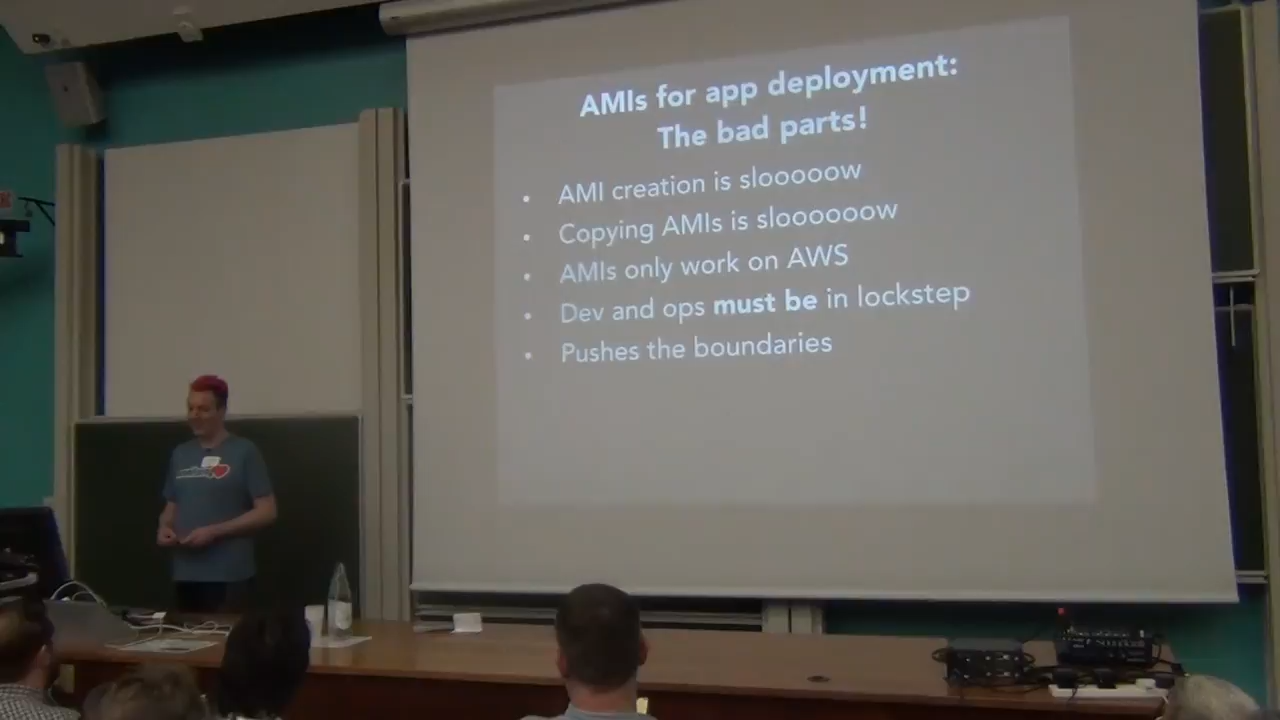 AMIs for app deployment:
The bad parts!
• AMI creation is slooooow
• Copying AMIs is sloooooow
• AMIs only work on AWS
• Dev and ops must be in lockstep
• Pushes the boundaries